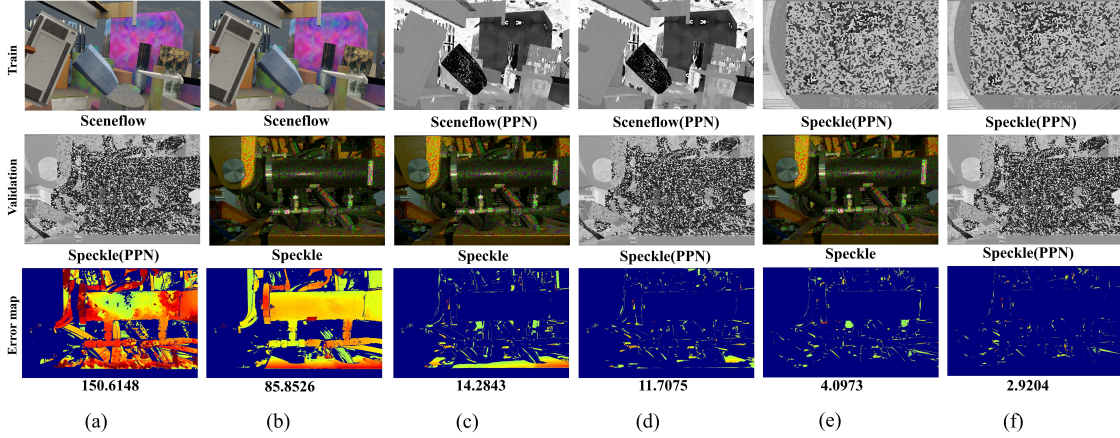 Train
Sceneflow Sceneflow Sceneflow(PPN) Sceneflow(PPN) Speckle(PPN) Speckle(PPN)
Validation
Speckle(PPN) Speckle Speckle Speckle(PPN) Speckle Speckle(PPN)
Error map
150.6148 85.8526 14.2843 11.7075 4.0973 2.9204
(a) (b) (c) (d) (e) (f)